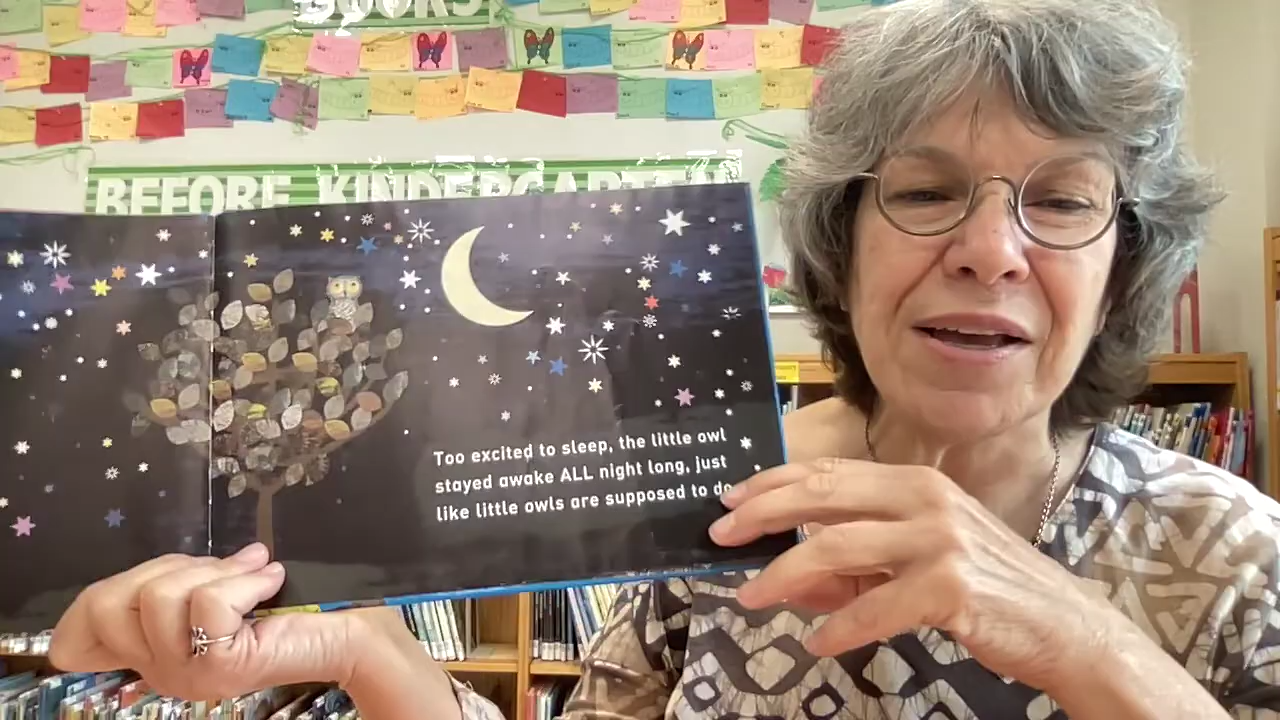 BOOKS
BEFORE KINDERGARTEN
Too excited to sleep, the little owl
stayed awake ALL night long, just
like little owls are supposed to do